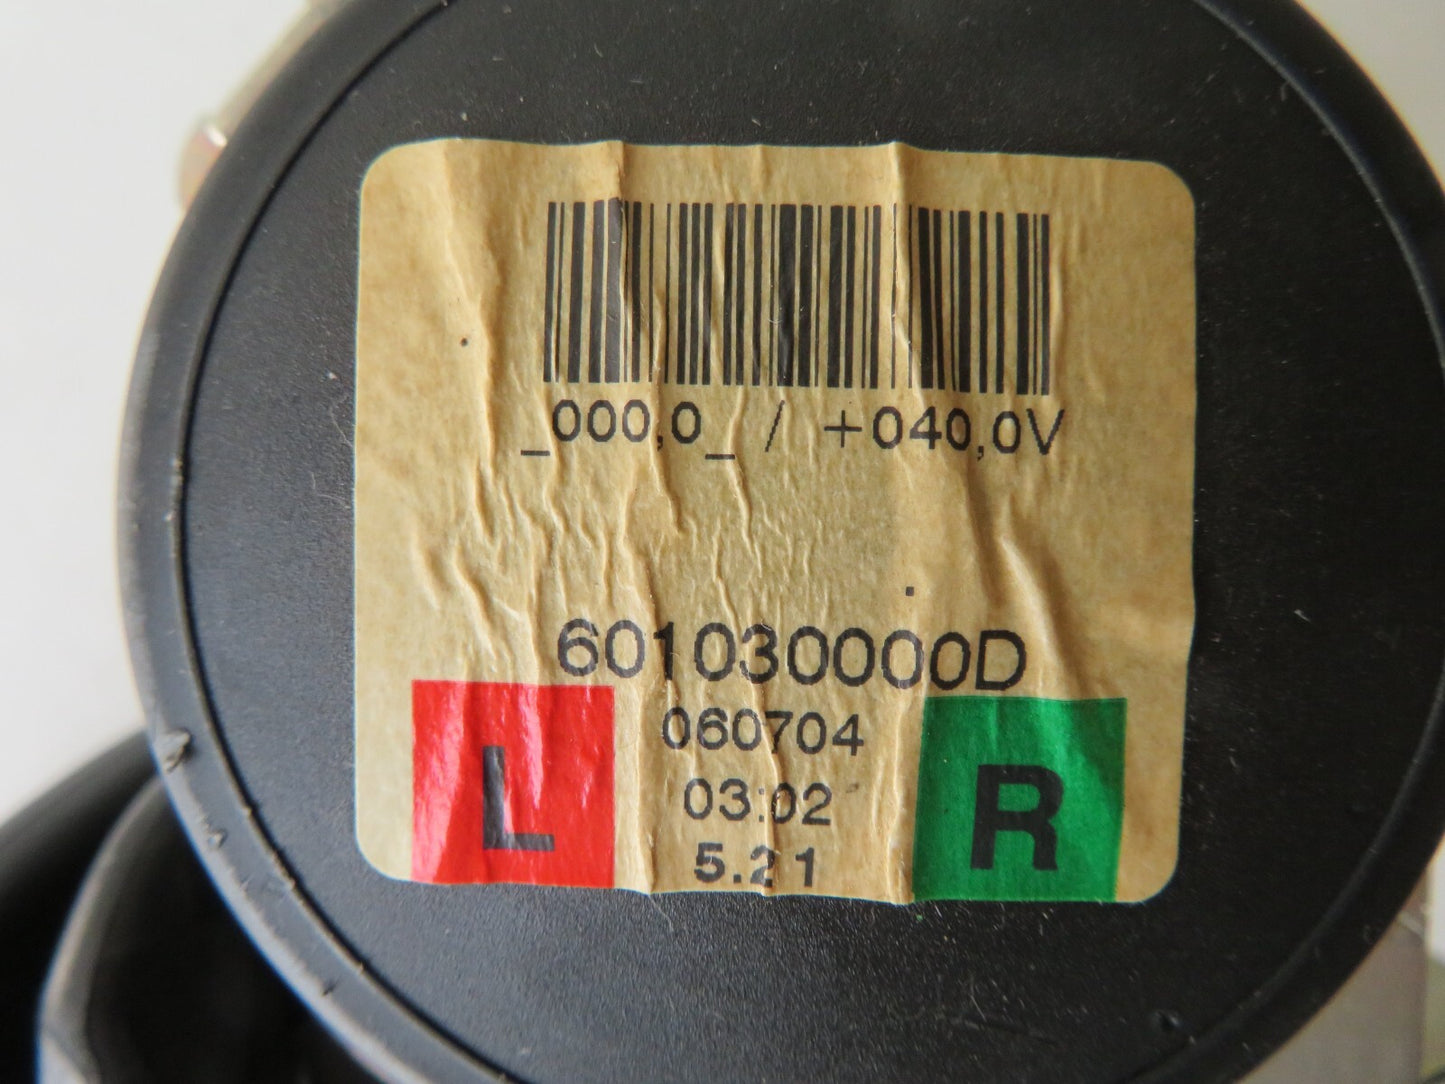 _000,0_ / +040,0V
601030000D
060704
03:02
5.21
L
R